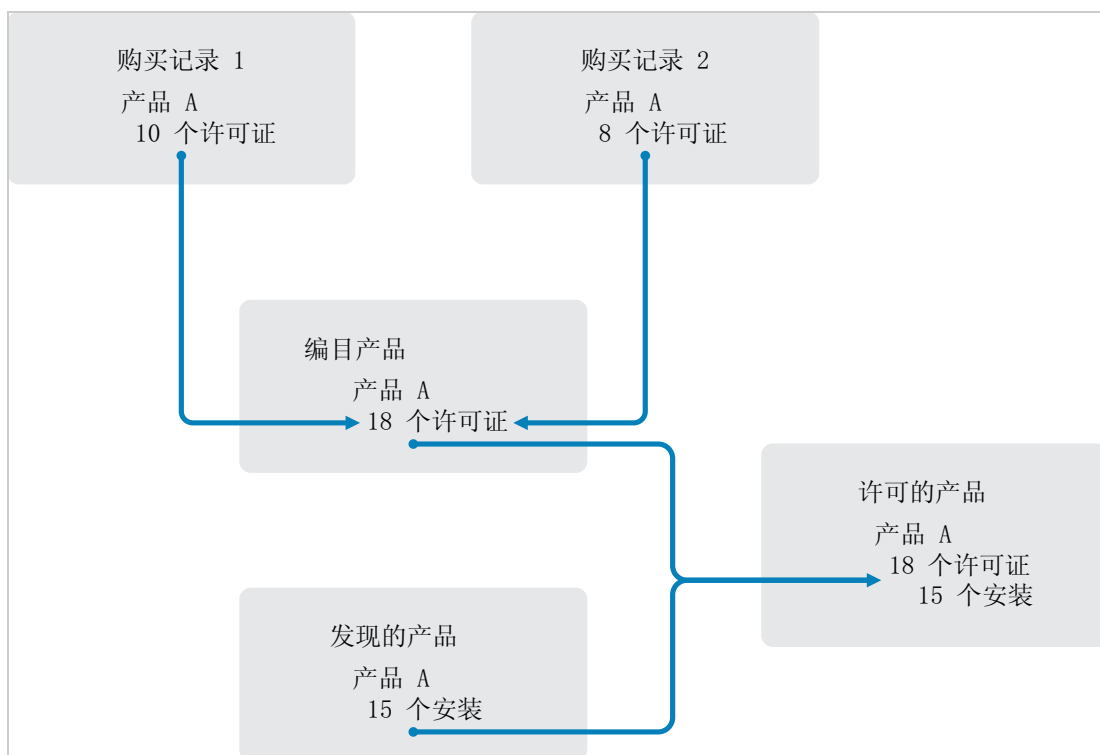 购买记录 1
产品 A
10 个许可证
购买记录 2
产品 A
8 个许可证
编目产品
产品 A
18 个许可证
许可的产品
产品 A
18 个许可证
15 个安装
发现的产品
产品 A
15 个安装